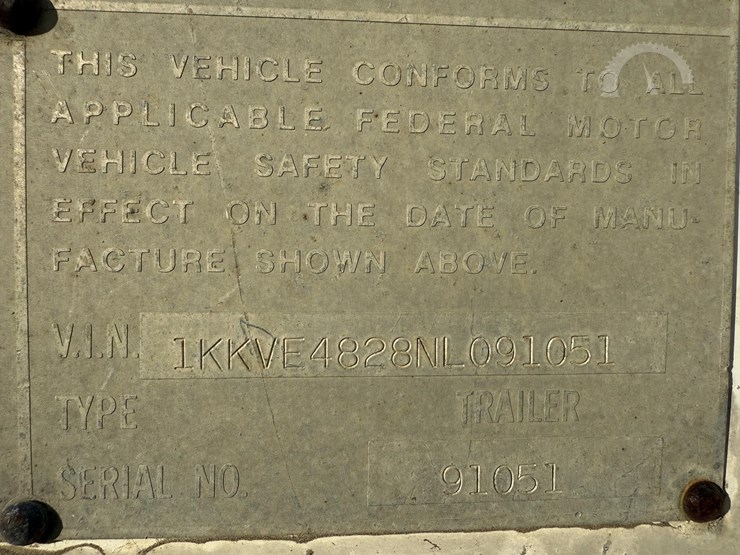 THIS VEHICLE CONFORMS TO ALL
APPLICABLE FEDERAL MOTOR
VEHICLE SAFETY STANDARDS IN
EFFECT ON THE DATE OF MANU-
FACTURE SHOWN ABOVE.
V.I.N. 1KKVE4828NL091051
TYPE TRAILER
SERIAL NO. 91051